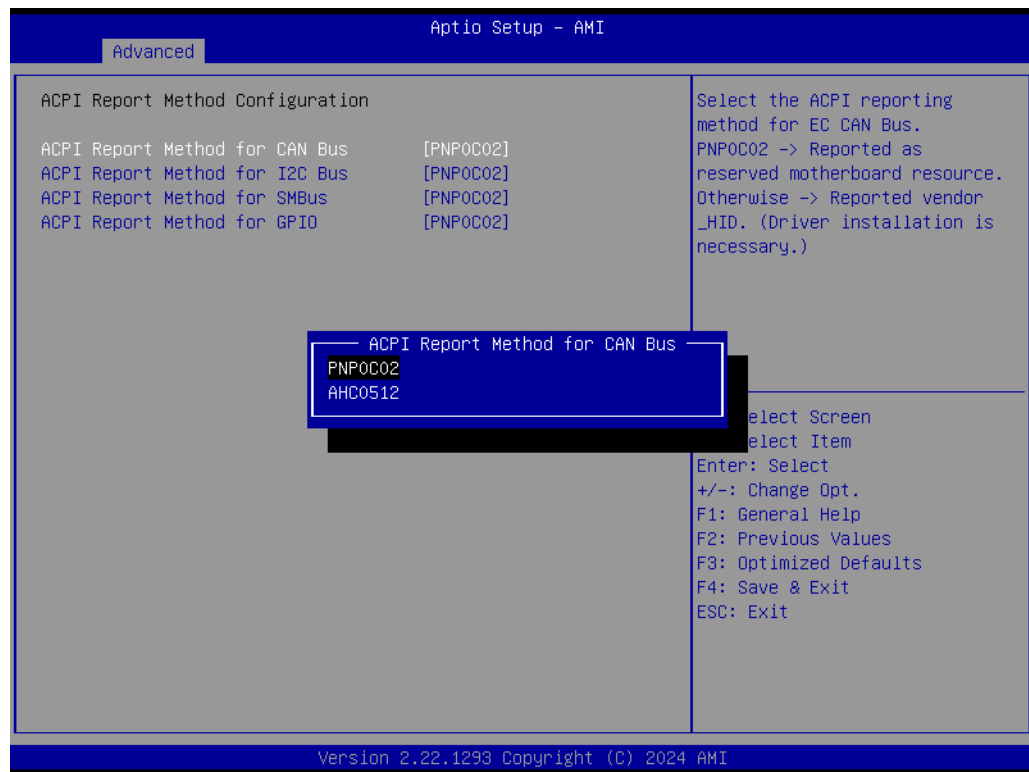 Aptio Setup – AMI
Advanced
ACPI Report Method Configuration
ACPI Report Method for CAN Bus [PNP0C02]
ACPI Report Method for I2C Bus [PNP0C02]
ACPI Report Method for SMBus [PNP0C02]
ACPI Report Method for GPIO [PNP0C02]
Select the ACPI reporting
method for EC CAN Bus.
PNP0C02 -> Reported as
reserved motherboard resource.
Otherwise -> Reported vendor
_HID. (Driver installation is
necessary.)
ACPI Report Method for CAN Bus
PNP0C02
AHC0512
Screen
Item
Enter: Select
+/-: Change Opt.
F1: General Help
F2: Previous Values
F3: Optimized Defaults
F4: Save & Exit
ESC: Exit
Version 2.22.1293 Copyright (C) 2024 AMI